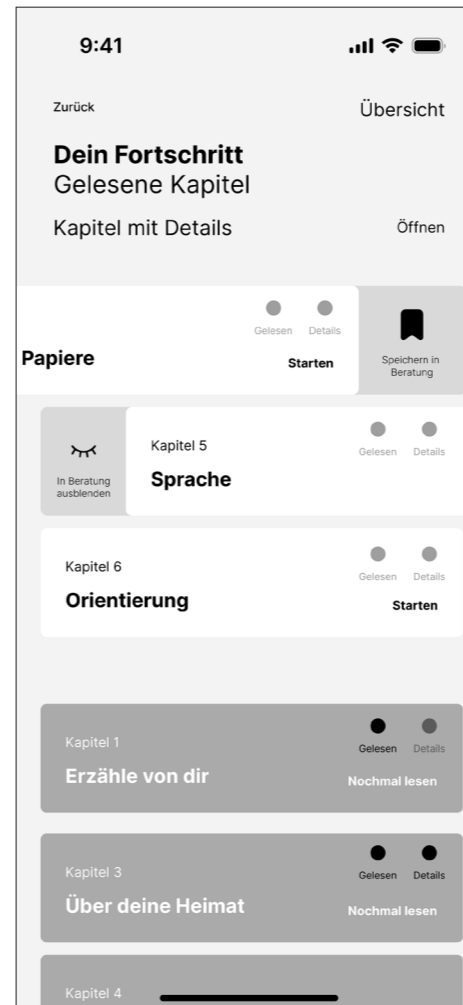 9:41
Zurück
Übersicht
Dein Fortschritt
Gelesene Kapitel
Kapitel mit Details
Öffnen
Gelesen Details
Papiere
Starten
Speichern in
Beratung
In Beratung
ausblenden
Kapitel 5
Sprache
Gelesen Details
Kapitel 6
Orientierung
Gelesen Details
Starten
Kapitel 1
Erzähle von dir
Gelesen Details
Nochmal lesen
Kapitel 3
Über deine Heimat
Gelesen Details
Nochmal lesen
Kapitel 4